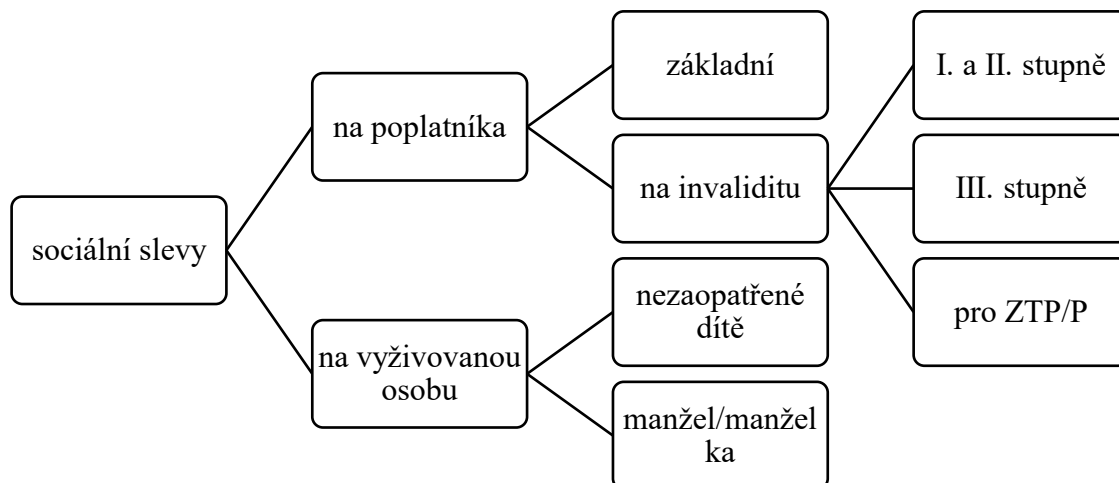 sociální slevy
na poplatníka
základní
na invaliditu
I. a II. stupně
III. stupně
pro ZTP/P
na vyživovanou
osobu
nezaopatřené
dítě
manžel/manžel
ka